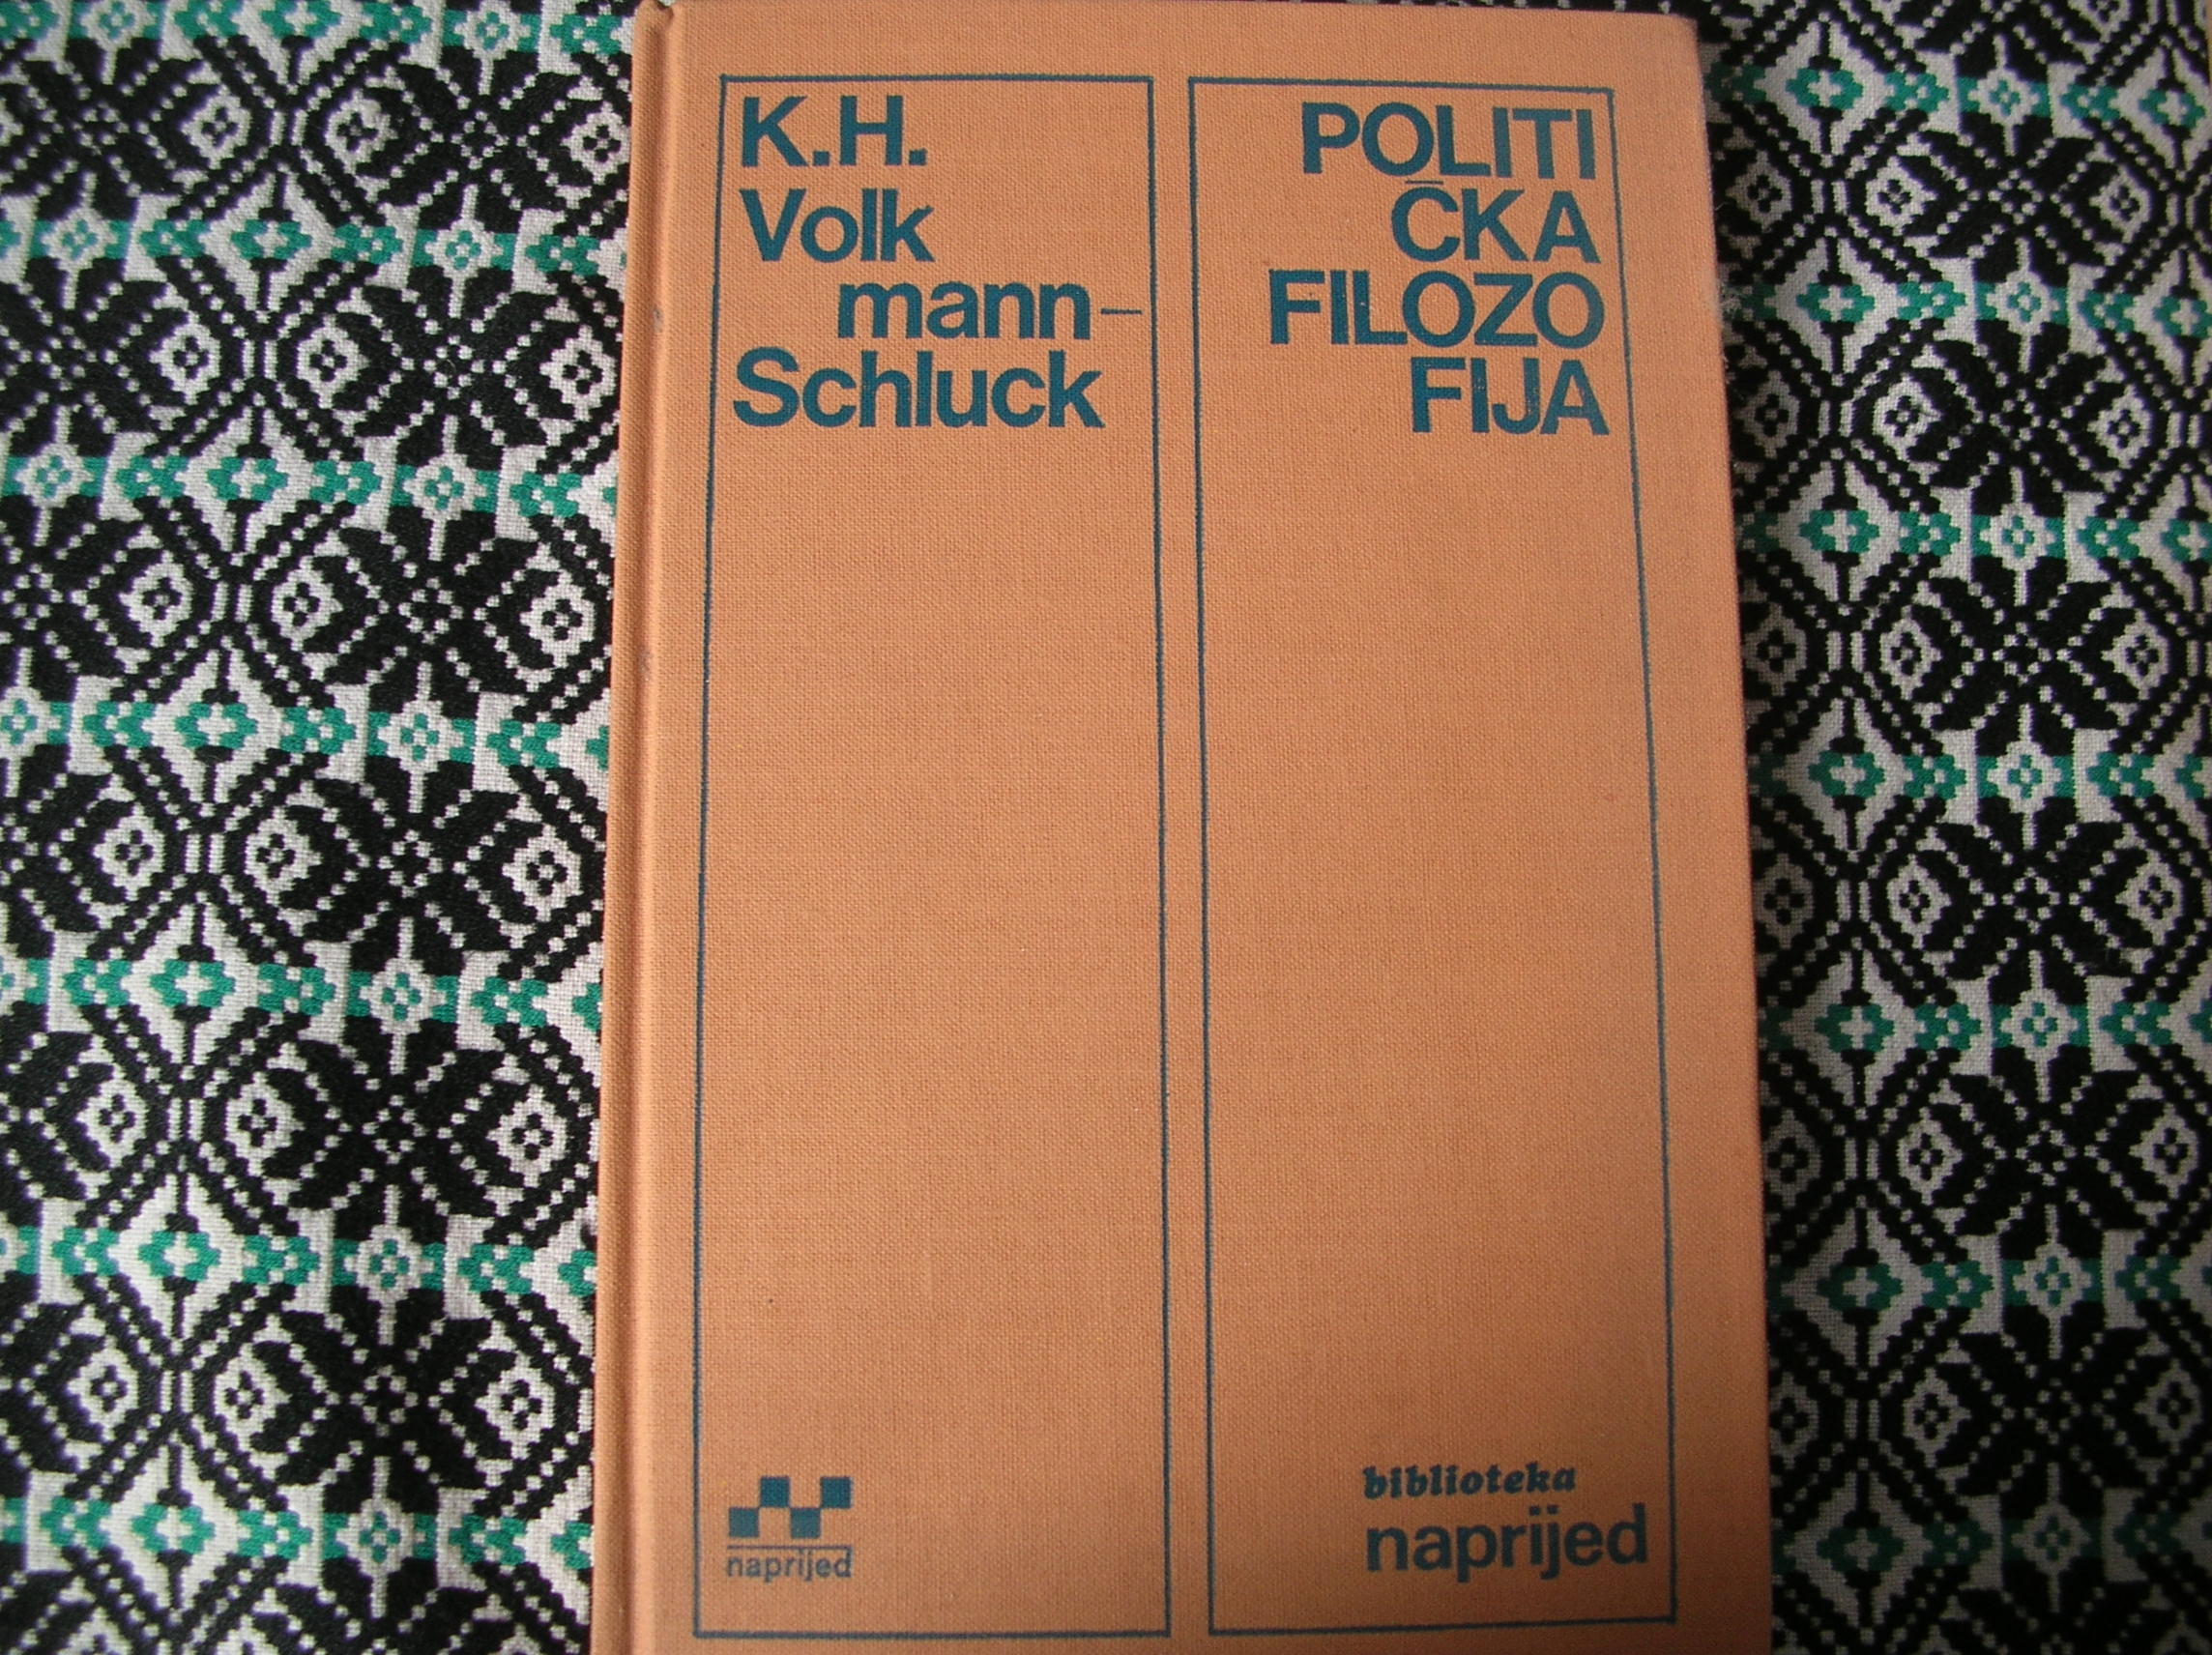 K.H.
Volk
mann-
Schluck
POLITI
ČKA
FILOZO
FIJA
naprijed
biblioteka
naprijed